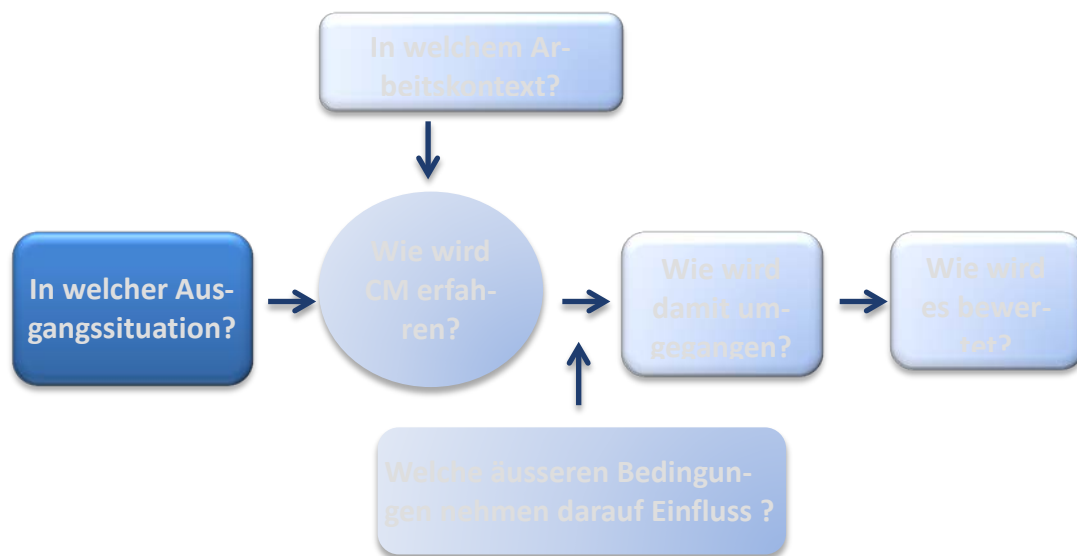 In welchem Ar-
beitskontext?
In welcher Aus-
gangssituation?
Wie wird
CM erfah-
ren?
Wie wird
damit um-
gegangen?
Wie wird
es bewer-
tet?
Welche äusseren Bedingun-
gen nehmen darauf Einfluss ?